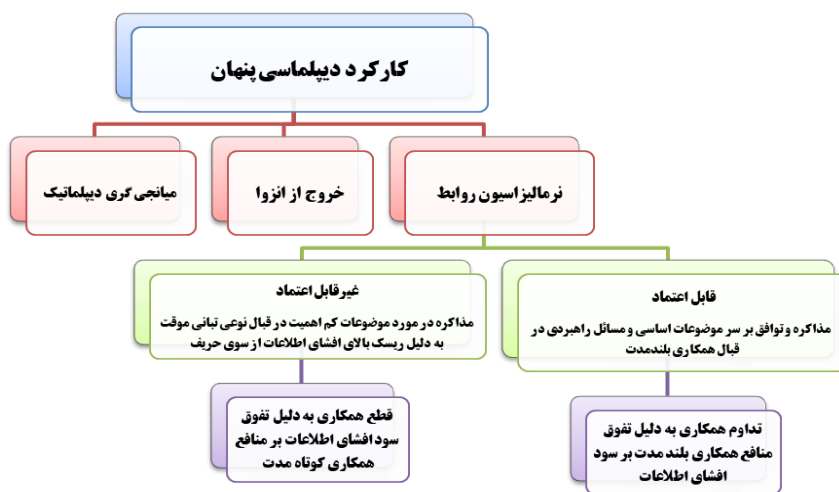 کارکرد دیپلماسی پنهان
نرمالیزاسیون روابط
خروج از انزوا
میانجی گری دیپلماتیک
قابل اعتماد
مذاکره و توافق بر سر موضوعات اساسی و مسائل راهبردی در
قبال همکاری بلندمدت
غیرقابل اعتماد
مذاکره در مورد موضوعات کم اهمیت در قبال نوعی تبانی موقت
به دلیل ریسک بالای افشای اطلاعات از سوی حریف
تداوم همکاری به دلیل تفوق
منافع همکاری بلند مدت بر سود
افشای اطلاعات
قطع همکاری به دلیل تفوق
سود افشای اطلاعات بر منافع
همکاری کوتاه مدت